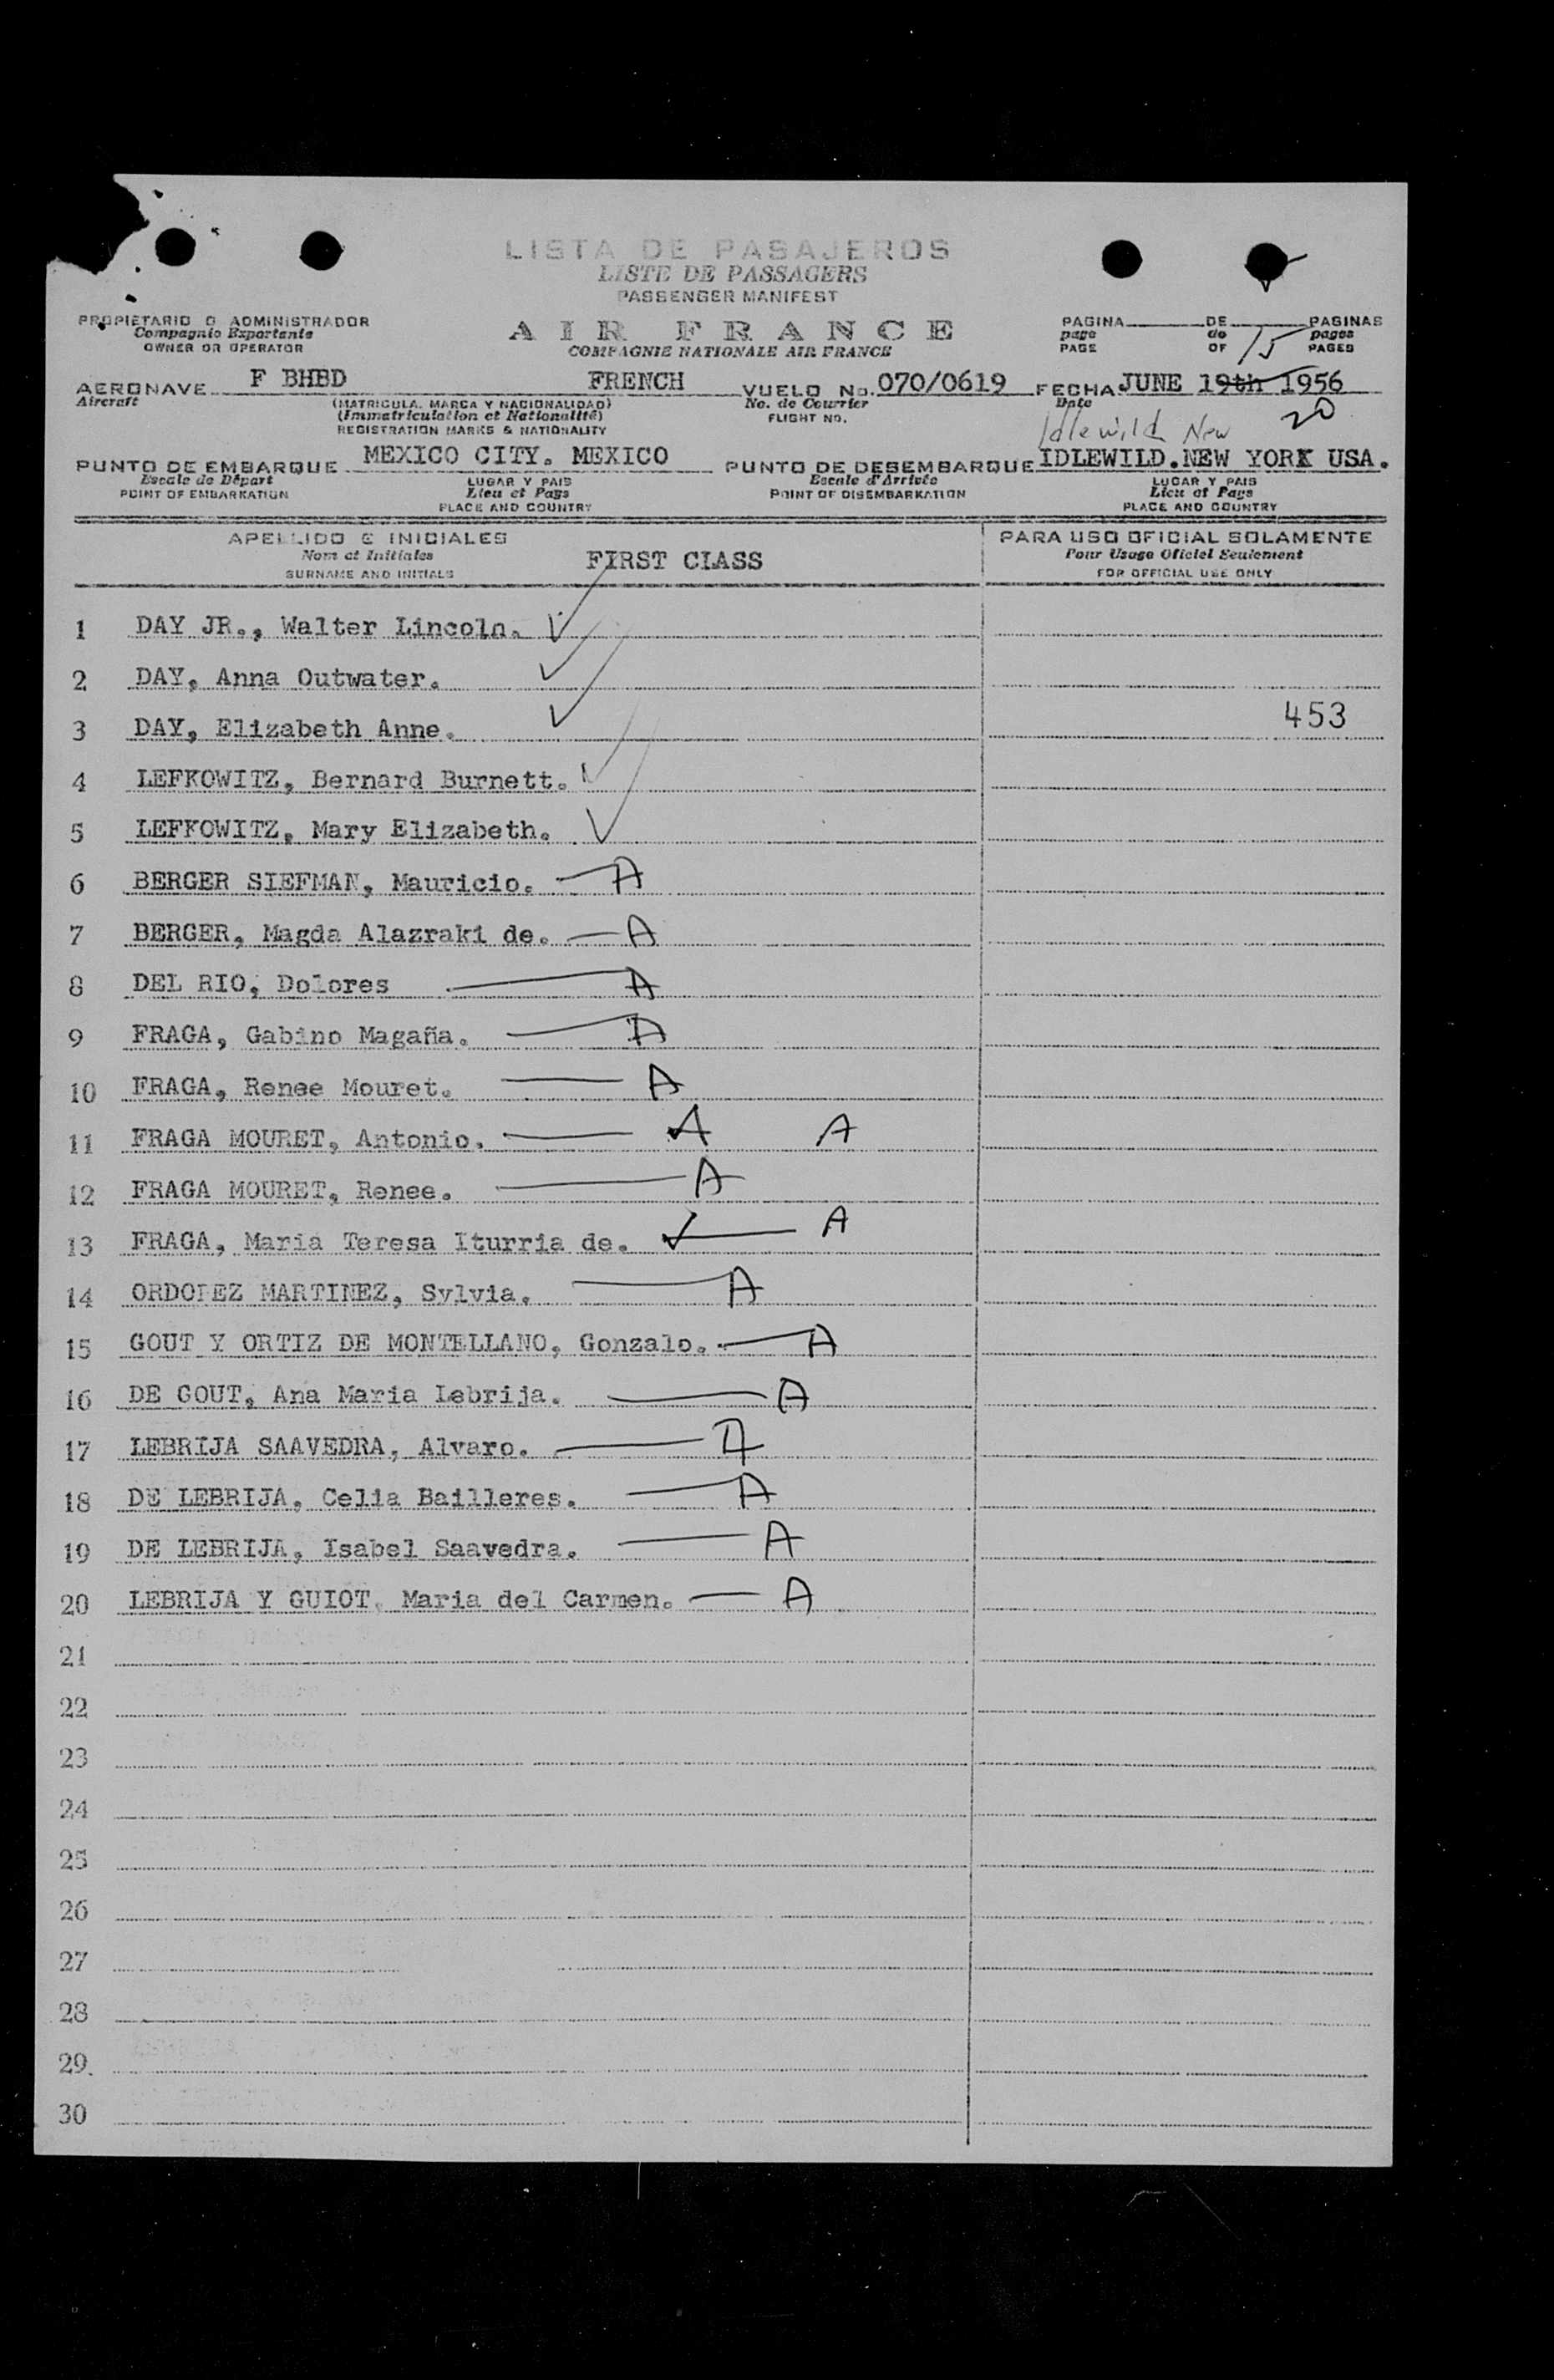 LISTA DE PASAJEROS
LISTE DE PASSAGERS
PASSENGER MANIFEST
PROPIETARIO O ADMINISTRADOR
Compagnie Exportante
OWNER OR OPERATOR
AIR FRANCE
COMPAGNIE NATIONALE AIR FRANCE
PAGINA DE PAGINAS
page de pages
PAGE OF 15 PAGES
AERONAVE F BHBD FRENCH VUELO No. 070/0619 FECHA JUNE 19th 1956
Aircraft (MATRICULA, MARCA Y NACIONALIDAD) No. de Courrier Date
(Immatriculation et Nationalité) FLIGHT NO. 20
REGISTRATION MARKS & NATIONALITY
Idlewild New
PUNTO DE EMBARQUE MEXICO CITY. MEXICO PUNTO DE DESEMBARQUE IDLEWILD.NEW YORK USA.
Escale de Départ LUGAR Y PAIS Escale d'Arrivée LUGAR Y PAIS
POINT OF EMBARKATION Lieu et Pays POINT OF DISEMBARKATION Lieu et Pays
PLACE AND COUNTRY PLACE AND COUNTRY
APELLIDO E INICIALES PARA USO OFICIAL SOLAMENTE
Nom et Initiales FIRST CLASS Pour Usage Oficiel Seulement
SURNAME AND INITIALS FOR OFFICIAL USE ONLY
1 DAY JR., Walter Lincoln.
2 DAY, Anna Outwater.
3 DAY, Elizabeth Anne. 453
4 LEFKOWITZ, Bernard Burnett.
5 LEFKOWITZ, Mary Elizabeth.
6 BERGER SIEFMAN, Mauricio. A
7 BERGER, Magda Alazraki de. A
8 DEL RIO, Dolores A
9 FRAGA, Gabino Magaña. A
10 FRAGA, Renee Mouret. A
11 FRAGA MOURET, Antonio. A A
12 FRAGA MOURET, Renee. A
13 FRAGA, Maria Teresa Iturria de. A
14 ORDOÑEZ MARTINEZ, Sylvia. A
15 GOUT Y ORTIZ DE MONTELLANO, Gonzalo. A
16 DE GOUT, Ana Maria Lebrija. A
17 LEBRIJA SAAVEDRA, Alvaro. A
18 DE LEBRIJA, Celia Bailleres. A
19 DE LEBRIJA, Isabel Saavedra. A
20 LEBRIJA Y GUIOT, Maria del Carmen. A
21
22
23
24
25
26
27
28
29
30